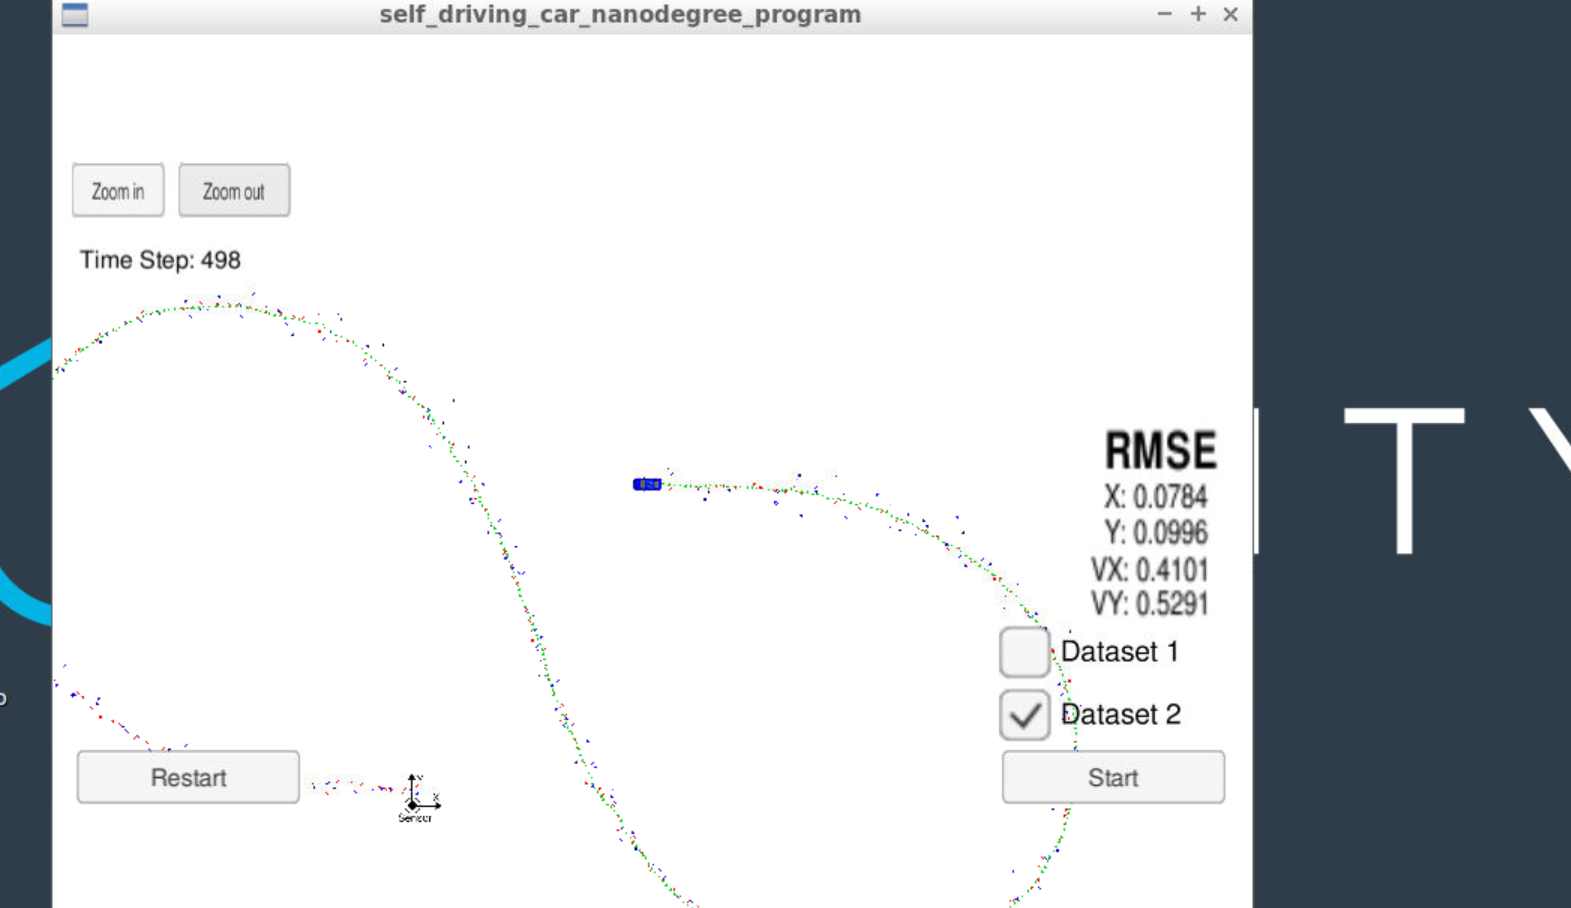 self_driving_car_nanodegree_program
Zoom in
Zoom out
Time Step: 498
RMSE
X: 0.0784
Y: 0.0996
VX: 0.4101
VY: 0.5291
Dataset 1
Dataset 2
Restart
Start
X
Sensor
T Y